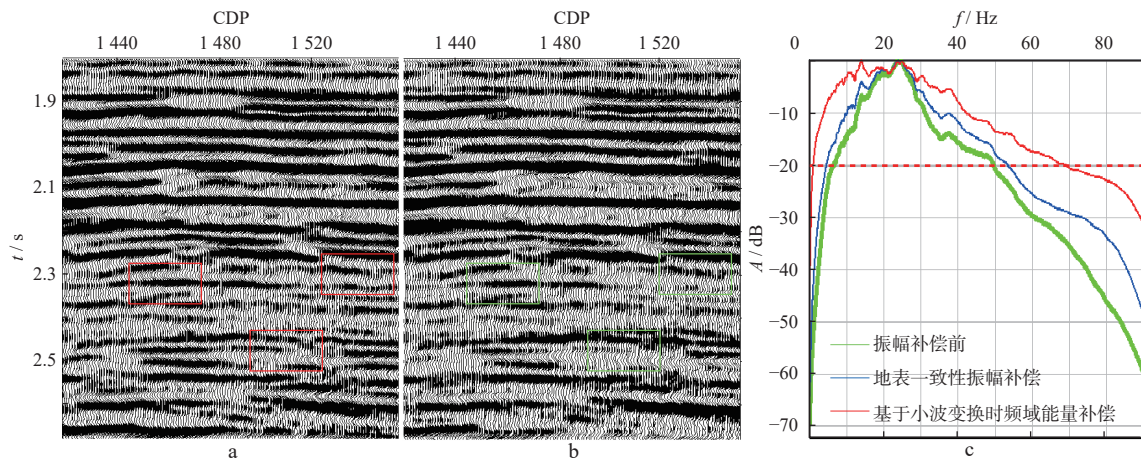 CDP
1 440 1 480 1 520
1.9
2.1
2.3
2.5
t / s
a
CDP
1 440 1 480 1 520
b
f / Hz
0 20 40 60 80
-10
-20
-30
-40
-50
-60
-70
A / dB
振幅补偿前
地表一致性振幅补偿
基于小波变换时频域能量补偿
c